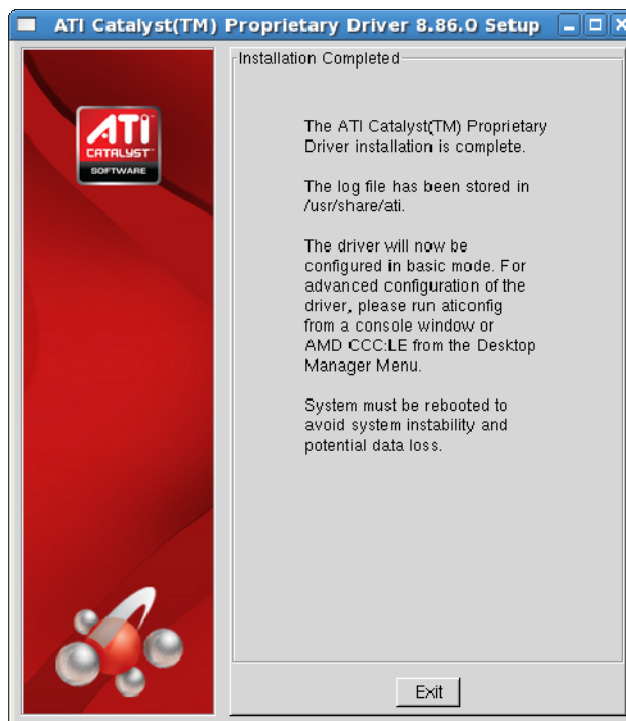 ATI Catalyst(TM) Proprietary Driver 8.86.0 Setup
ATI
CATALYST™
SOFTWARE
Installation Completed
The ATI Catalyst(TM) Proprietary
Driver installation is complete.
The log file has been stored in
/usr/share/ati.
The driver will now be
configured in basic mode. For
advanced configuration of the
driver, please run aticonfig
from a console window or
AMD CCC:LE from the Desktop
Manager Menu.
System must be rebooted to
avoid system instability and
potential data loss.
Exit